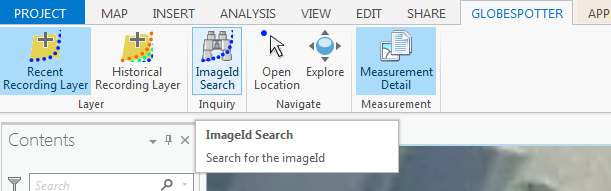 PROJECT MAP INSERT ANALYSIS VIEW EDIT SHARE GLOBESPOTTER APP
Recent Recording Layer
Historical Recording Layer
ImageId Search
Open Location
Explore
Measurement Detail
Layer Inquiry Navigate Measurement
Contents
ImageId Search
Search for the imageId
Search